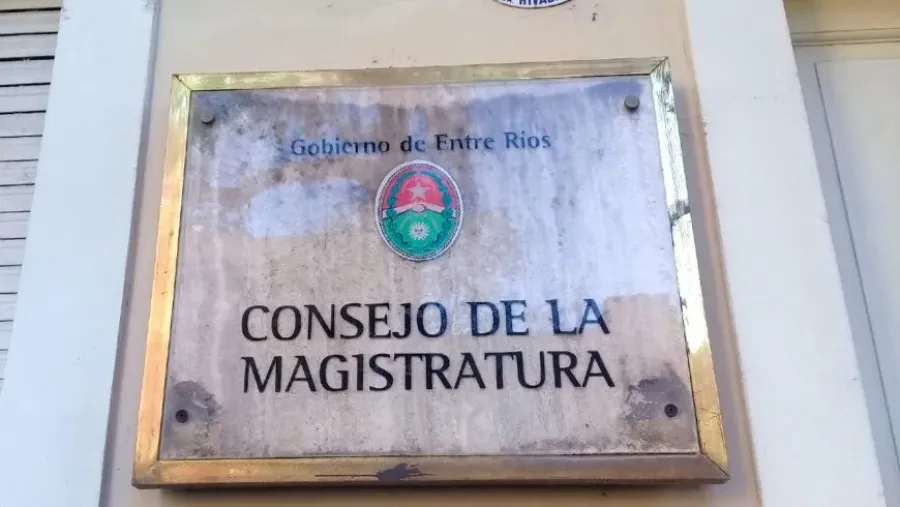 Gobierno de Entre Ríos
CONSEJO DE LA
MAGISTRATURA